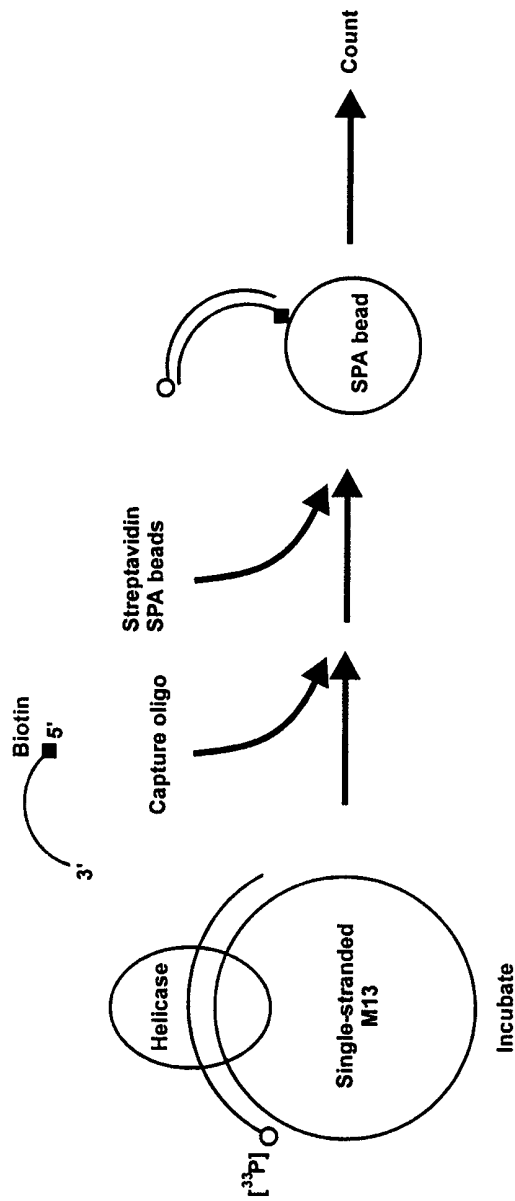 [³³P]
Helicase
Single-stranded
M13
Incubate
3'
Biotin
5'
Capture oligo
Streptavidin
SPA beads
SPA bead
Count